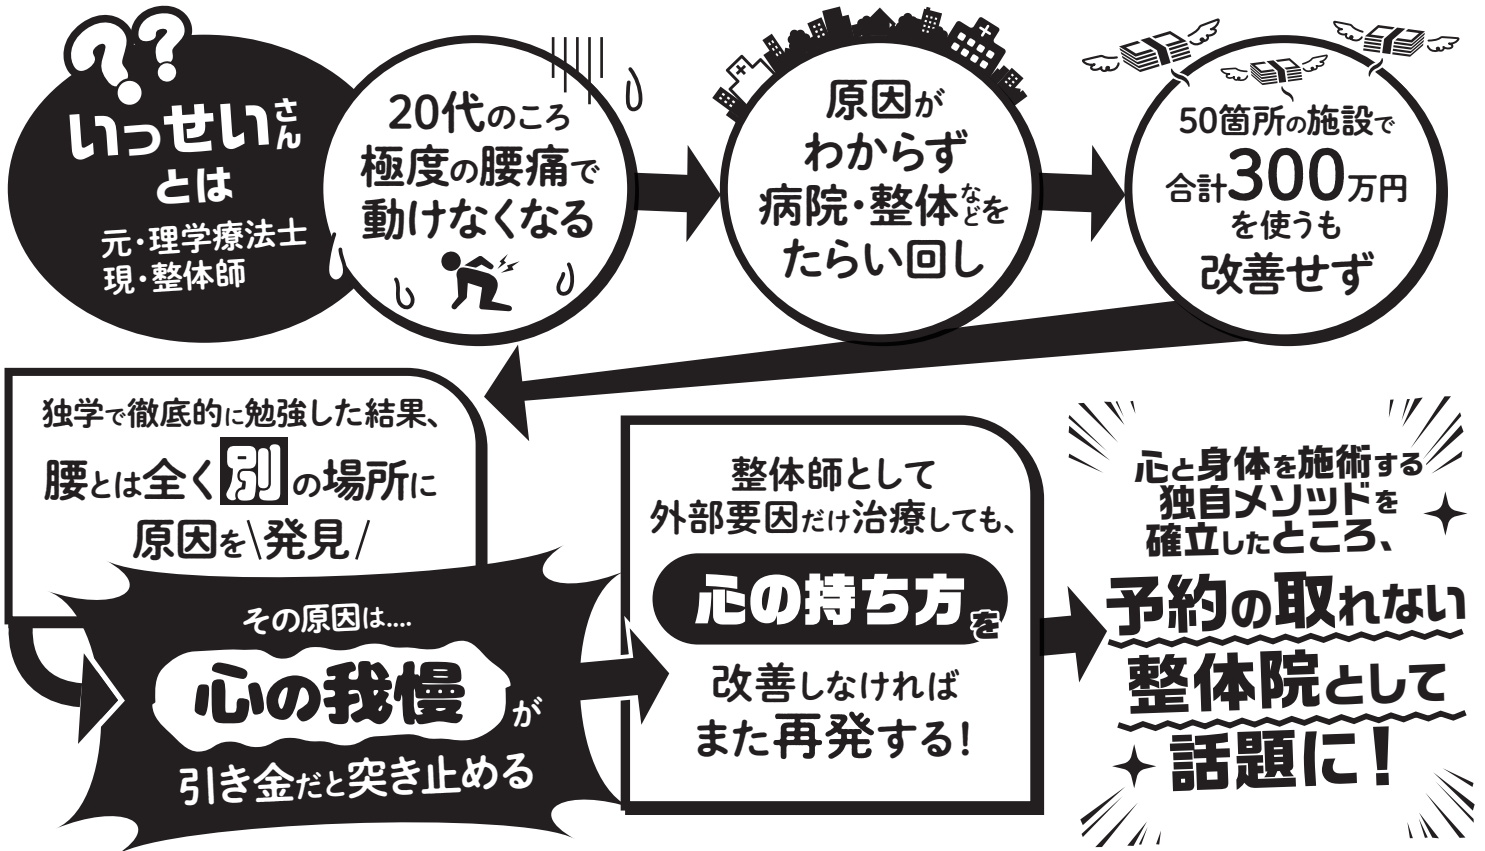 ??
いっせいさん
とは
元・理学療法士
現・整体師
20代のころ
極度の腰痛で
動けなくなる
原因が
わからず
病院・整体などを
たらい回し
50箇所の施設で
合計300万円
を使うも
改善せず
独学で徹底的に勉強した結果、
腰とは全く別の場所に
原因を\発見/
その原因は....
心の我慢が
引き金だと突き止める
整体師として
外部要因だけ治療しても、
心の持ち方を
改善しなければ
また再発する!
心と身体を施術する
独自メソッドを
確立したところ、
予約の取れない
整体院として
話題に!